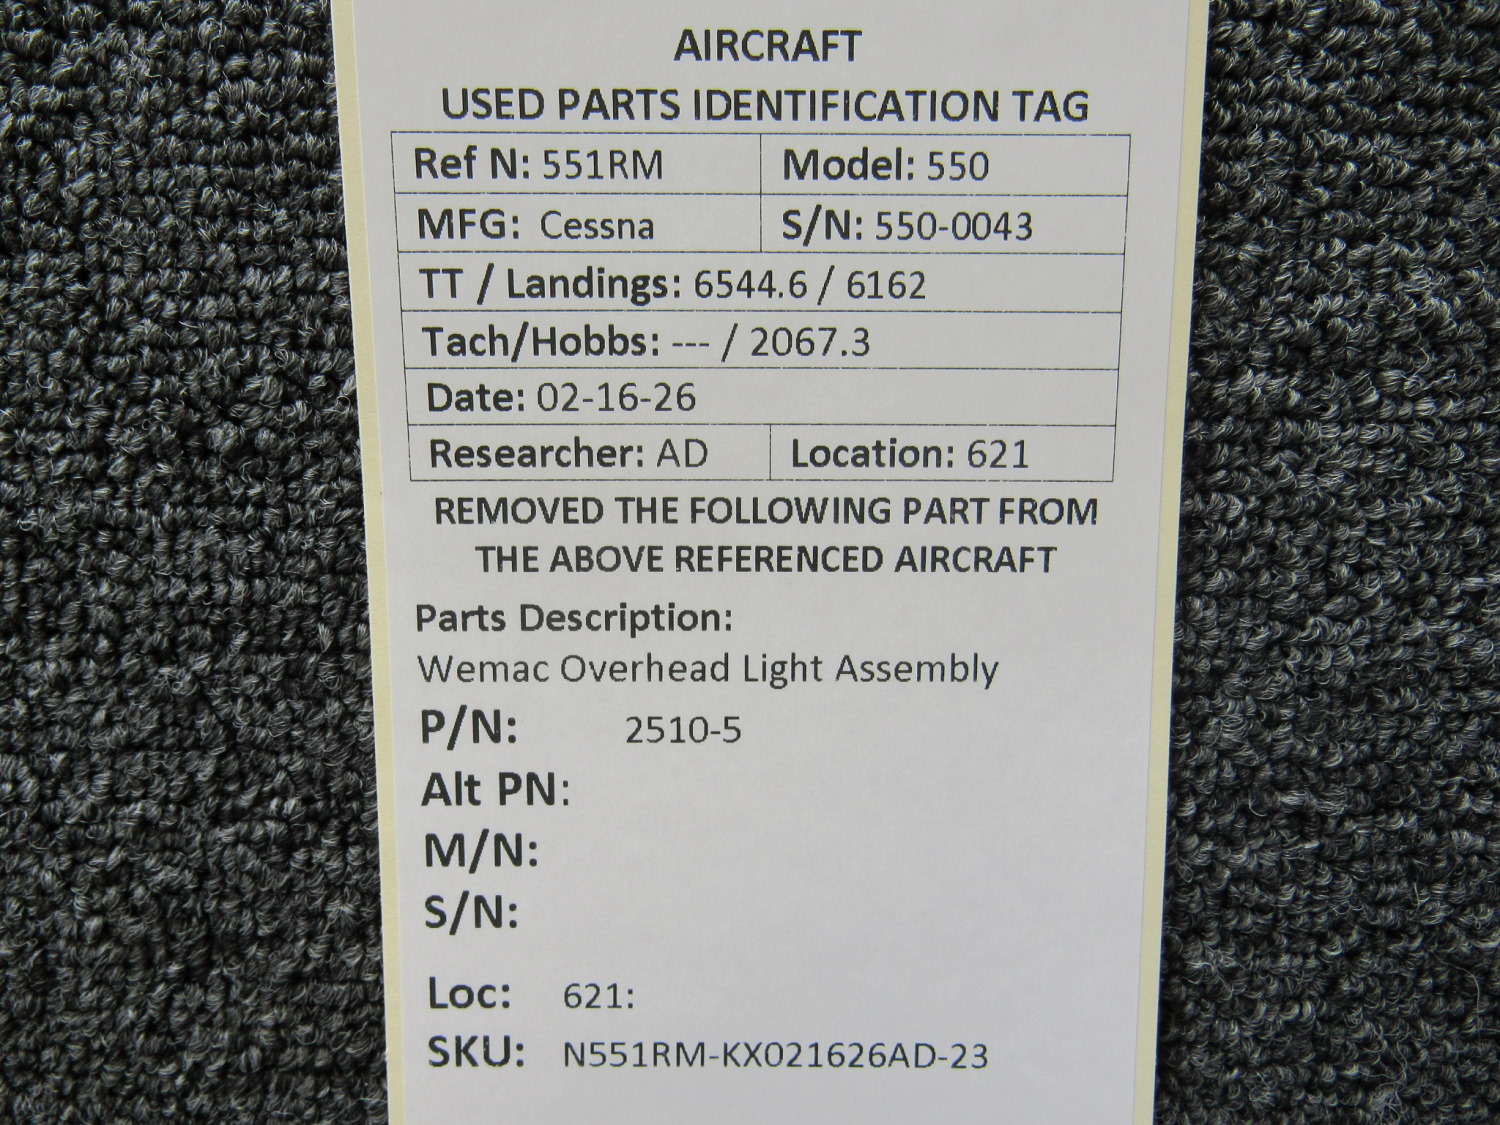 AIRCRAFT
USED PARTS IDENTIFICATION TAG
Ref N: 551RM Model: 550
MFG: Cessna S/N: 550-0043
TT / Landings: 6544.6 / 6162
Tach/Hobbs: --- / 2067.3
Date: 02-16-26
Researcher: AD Location: 621
REMOVED THE FOLLOWING PART FROM
THE ABOVE REFERENCED AIRCRAFT
Parts Description:
Wemac Overhead Light Assembly
P/N: 2510-5
Alt PN:
M/N:
S/N:
Loc: 621:
SKU: N551RM-KX021626AD-23